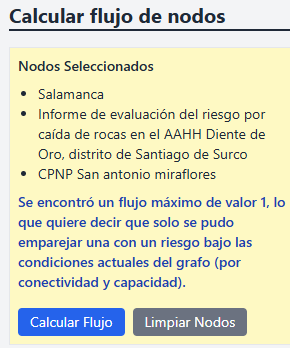 Calcular flujo de nodos
Nodos Seleccionados
• Salamanca
• Informe de evaluación del riesgo por
caída de rocas en el AAHH Diente de
Oro, distrito de Santiago de Surco
• CPNP San antonio miraflores
Se encontró un flujo máximo de valor 1, lo
que quiere decir que solo se pudo
emparejar una con un riesgo bajo las
condiciones actuales del grafo (por
conectividad y capacidad).
Calcular Flujo
Limpiar Nodos